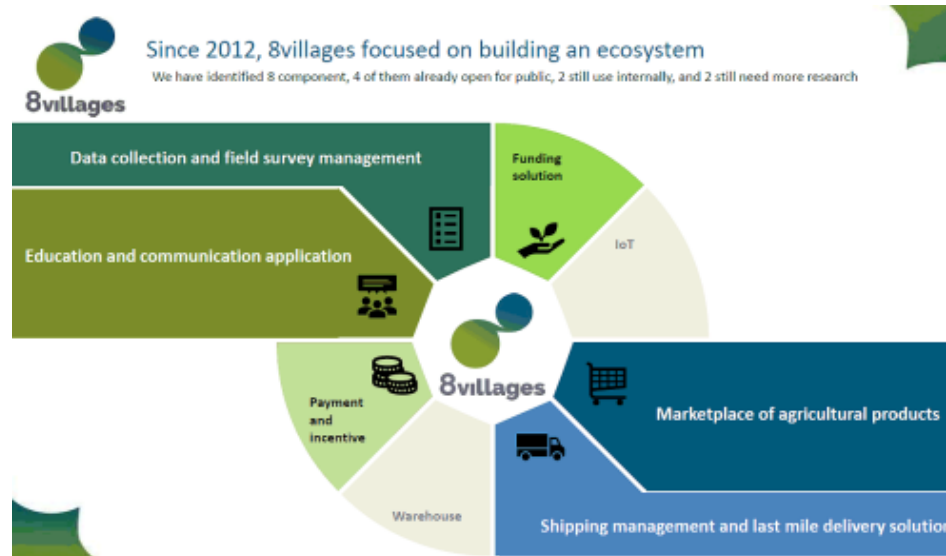 8villages
Since 2012, 8villages focused on building an ecosystem
We have identified 8 component, 4 of them already open for public, 2 still use internally, and 2 still need more research
Data collection and field survey management
Funding
solution
IoT
Education and communication application
8villages
Payment
and
incentive
Marketplace of agricultural products
Warehouse
Shipping management and last mile delivery solution